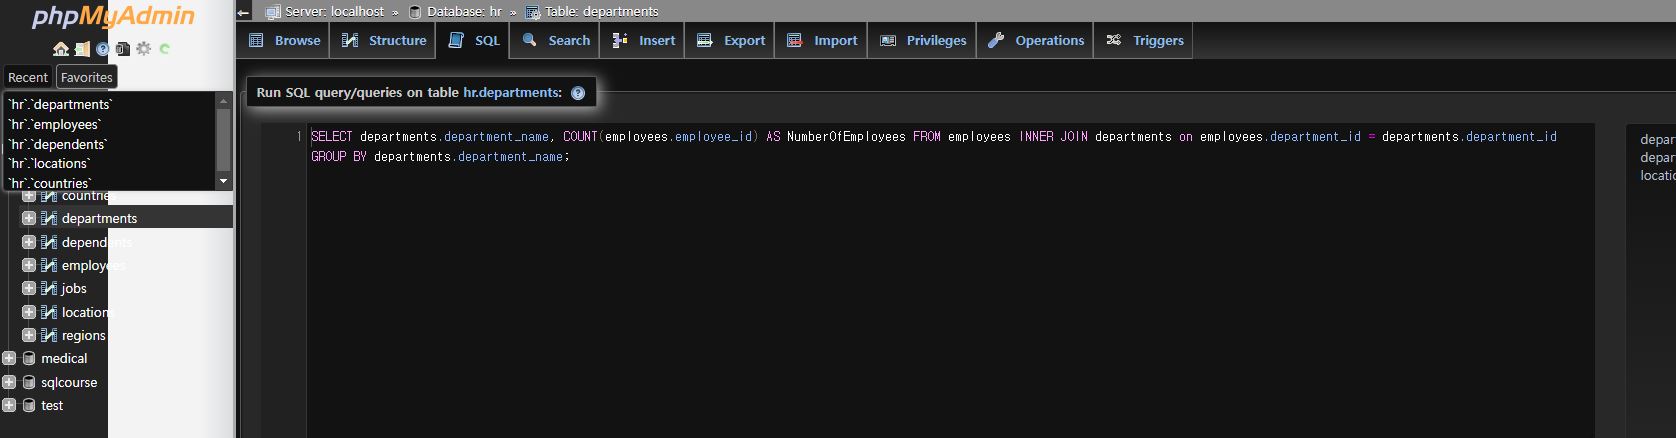 phpMyAdmin
Recent Favorites
`hr`.`departments`
`hr`.`employees`
`hr`.`dependents`
`hr`.`locations`
`hr`.`countries`
countries
departments
dependents
employees
jobs
locations
regions
medical
sqlcourse
test
Server: localhost » Database: hr » Table: departments
Browse Structure SQL Search Insert Export Import Privileges Operations Triggers
Run SQL query/queries on table hr.departments:
1 SELECT departments.department_name, COUNT(employees.employee_id) AS NumberOfEmployees FROM employees INNER JOIN departments on employees.department_id = departments.department_id
GROUP BY departments.department_name;
depar
depar
locatio